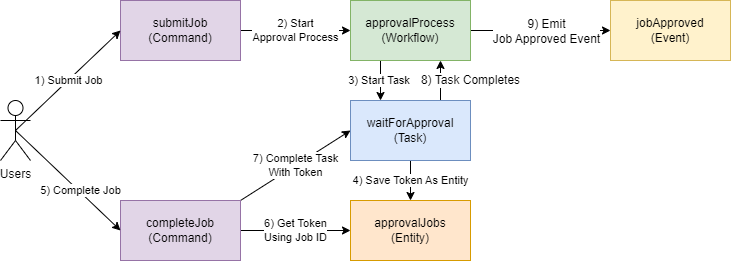 submitJob
(Command)
2) Start
Approval Process
approvalProcess
(Workflow)
9) Emit
Job Approved Event
jobApproved
(Event)
1) Submit Job
3) Start Task
8) Task Completes
waitForApproval
(Task)
Users
7) Complete Task
With Token
5) Complete Job
4) Save Token As Entity
completeJob
(Command)
6) Get Token
Using Job ID
approvalJobs
(Entity)